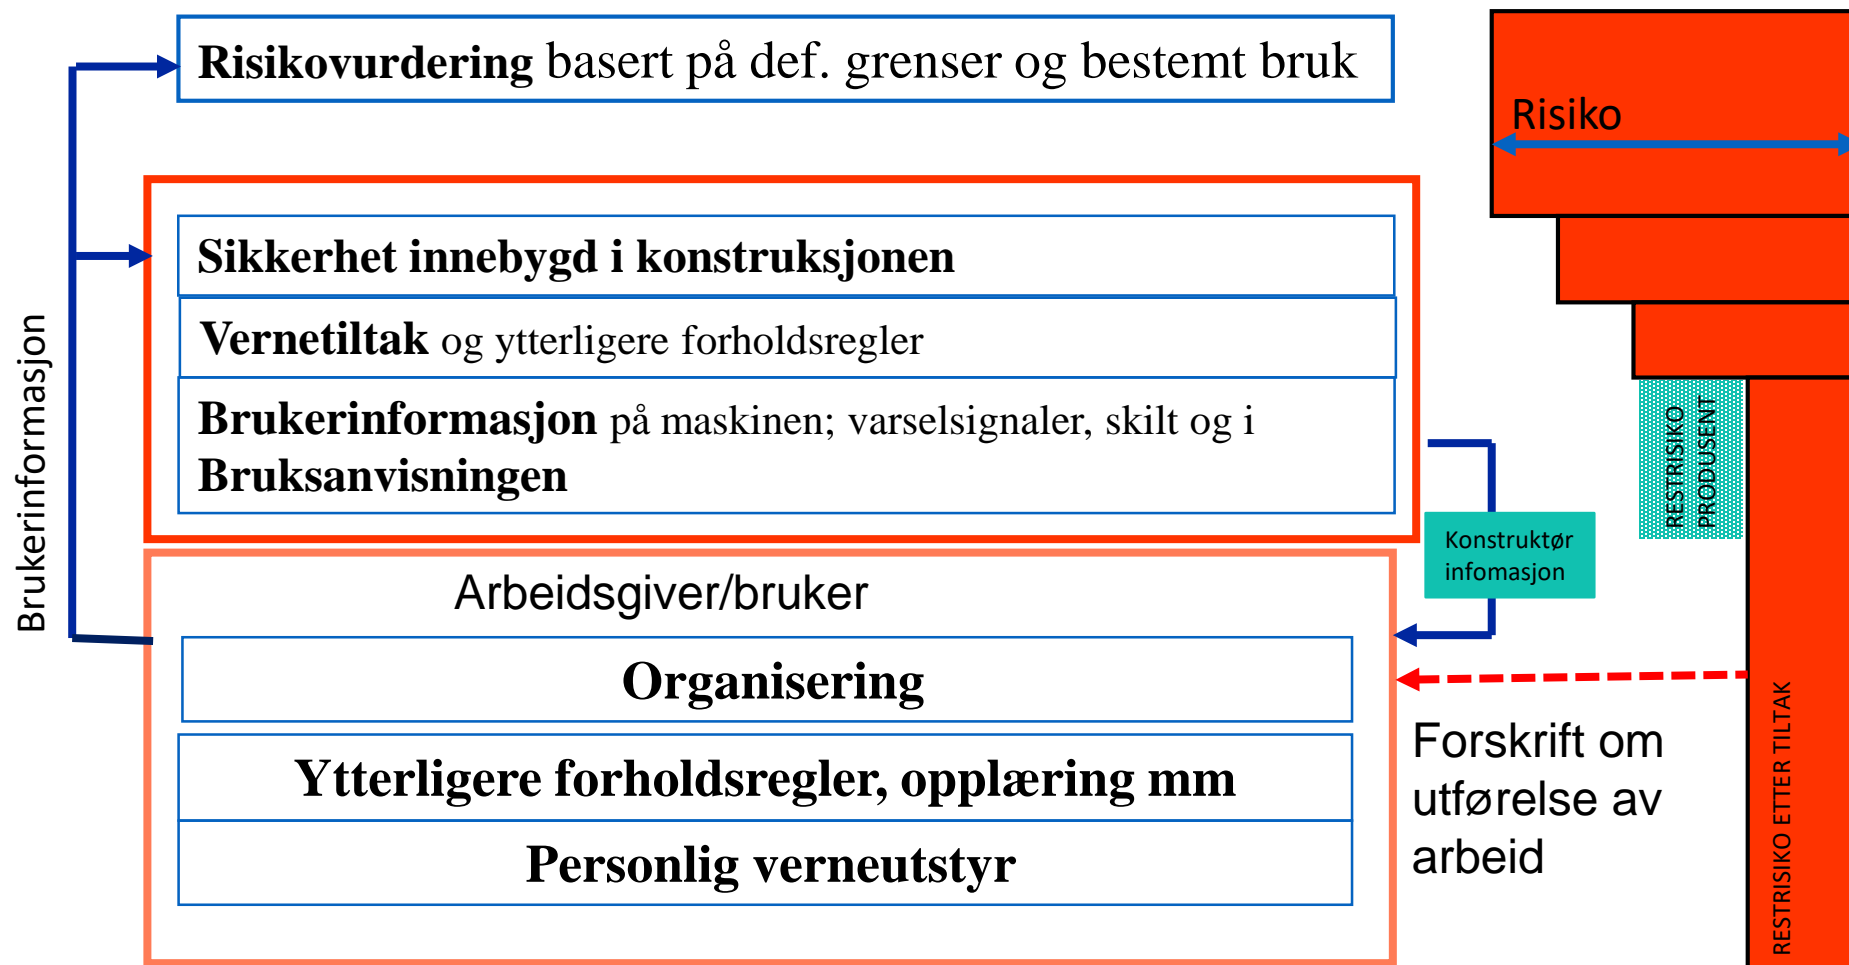 Risikovurdering basert på def. grenser og bestemt bruk
Risiko
Sikkerhet innebygd i konstruksjonen
Vernetiltak og ytterligere forholdsregler
Brukerinformasjon på maskinen; varselsignaler, skilt og i
Bruksanvisningen
Brukerinformasjon
RESTRISIKO
PRODUSENT
Konstruktør
infomasjon
Arbeidsgiver/bruker
Organisering
Ytterligere forholdsregler, opplæring mm
Personlig verneutstyr
Forskrift om
utførelse av
arbeid
RESTRISIKO ETTER TILTAK